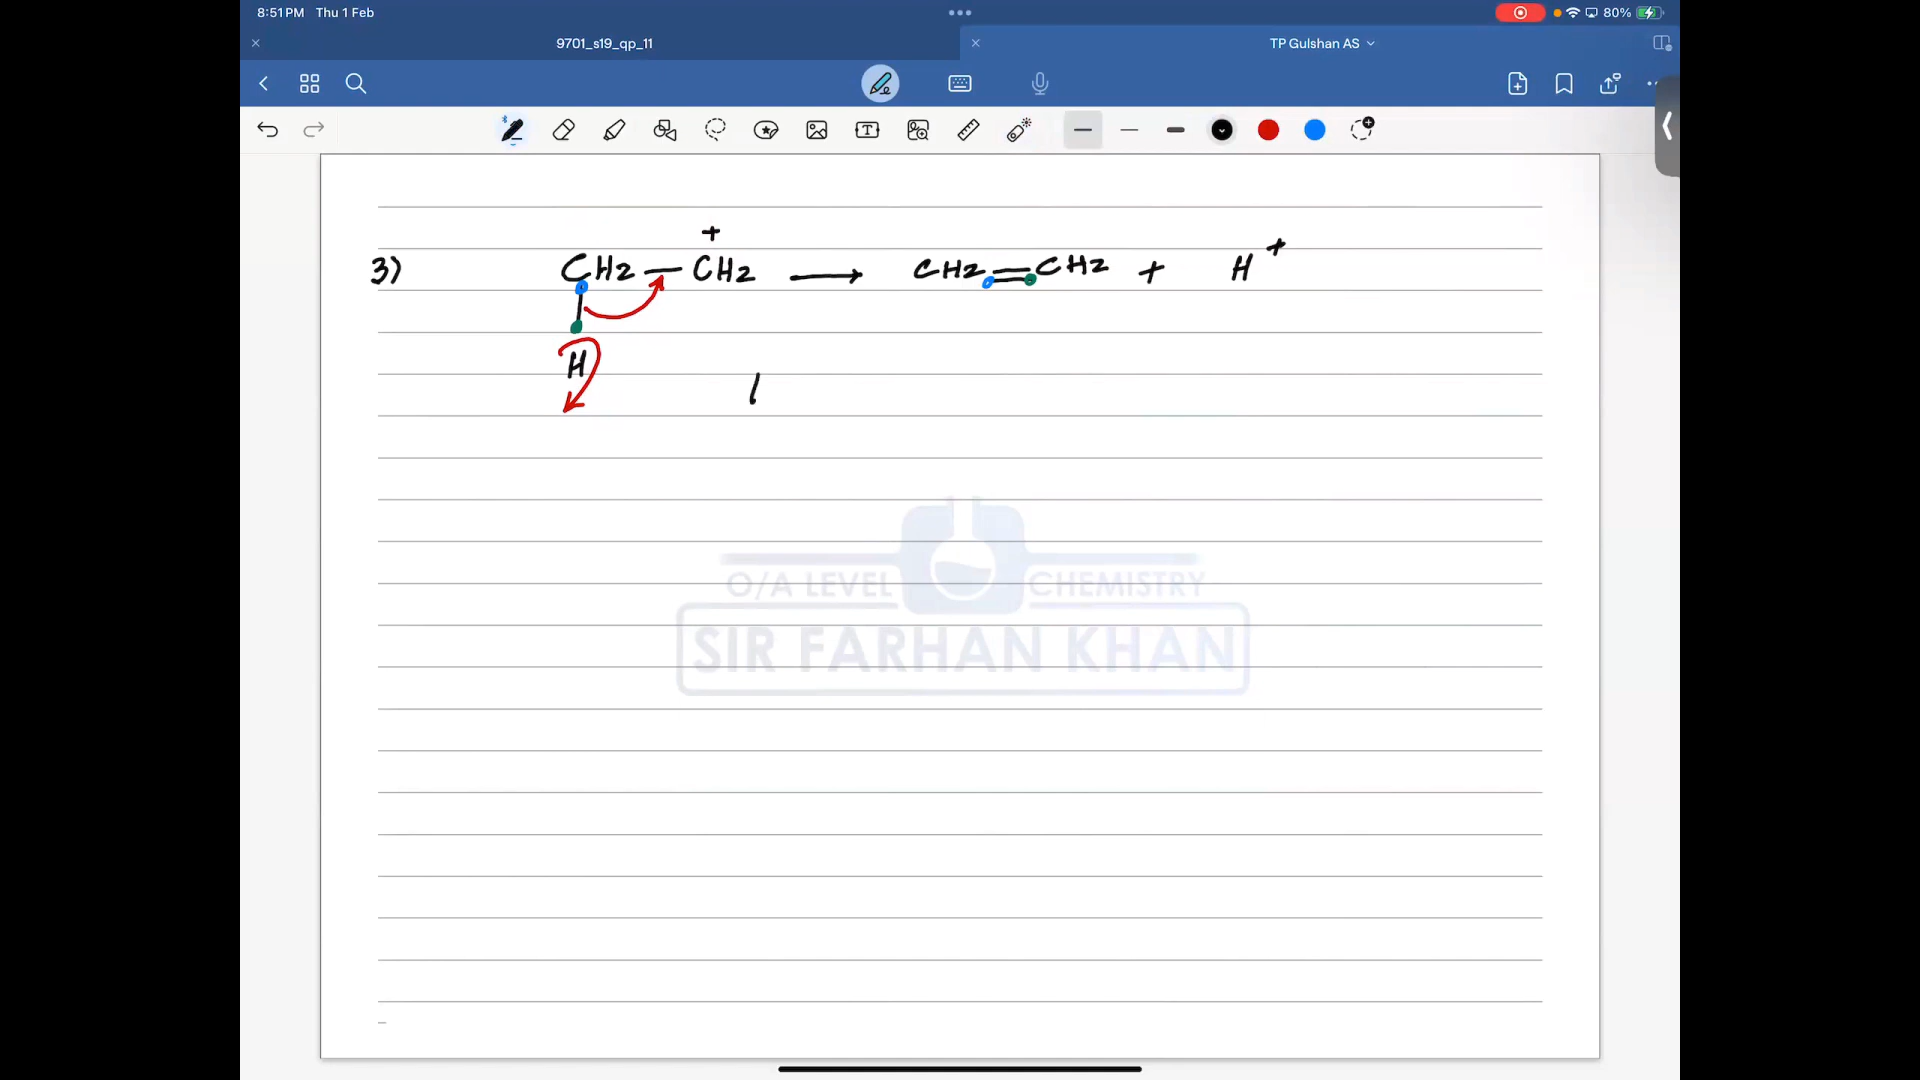 8:51 PM Thu 1 Feb
80%
9701_s19_qp_11
TP Gulshan AS
+
3) CH2 — CH2 ⟶ CH2 = CH2 + H+
H
O/A LEVEL CHEMISTRY
SIR FARHAN KHAN